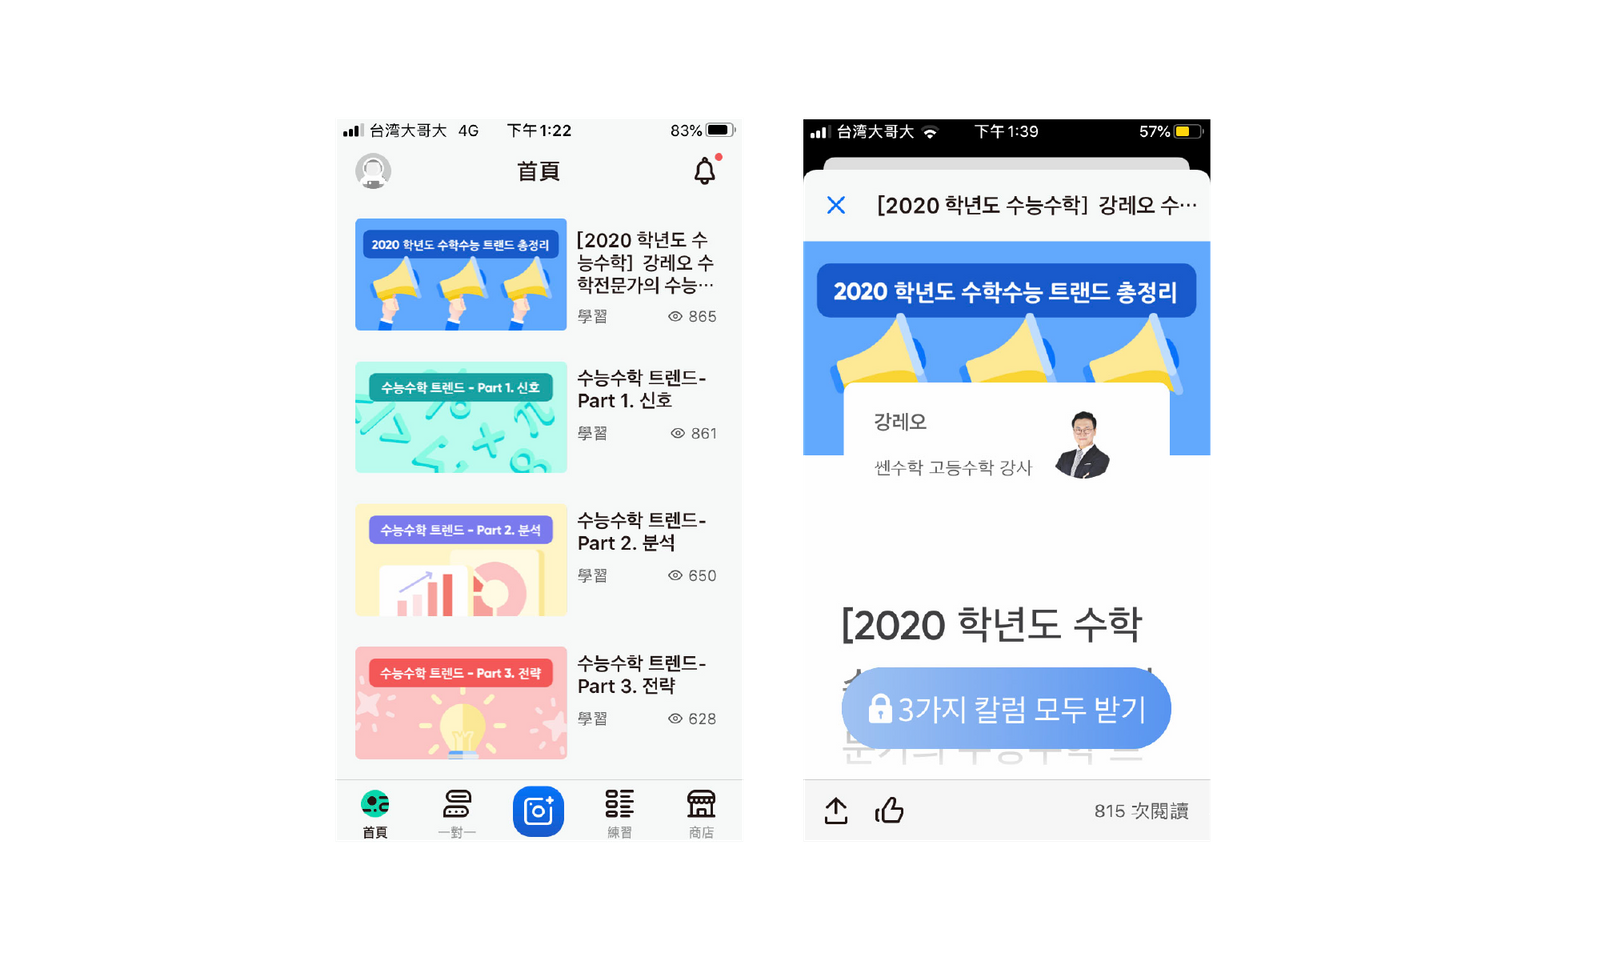 台湾大哥大 4G 下午1:22 83%
首頁
2020 학년도 수학수능 트랜드 총정리
[2020 학년도 수
능수학] 강레오 수
학전문가의 수능…
學習 865
수능수학 트렌드 - Part 1. 신호
수능수학 트렌드-
Part 1. 신호
學習 861
수능수학 트렌드 - Part 2. 분석
수능수학 트렌드-
Part 2. 분석
學習 650
수능수학 트렌드 - Part 3. 전략
수능수학 트렌드-
Part 3. 전략
學習 628
首頁 一對一 練習 商店
台湾大哥大 下午1:39 57%
[2020 학년도 수능수학] 강레오 수…
2020 학년도 수학수능 트랜드 총정리
강레오
쎈수학 고등수학 강사
[2020 학년도 수학
3가지 칼럼 모두 받기
815 次閱讀